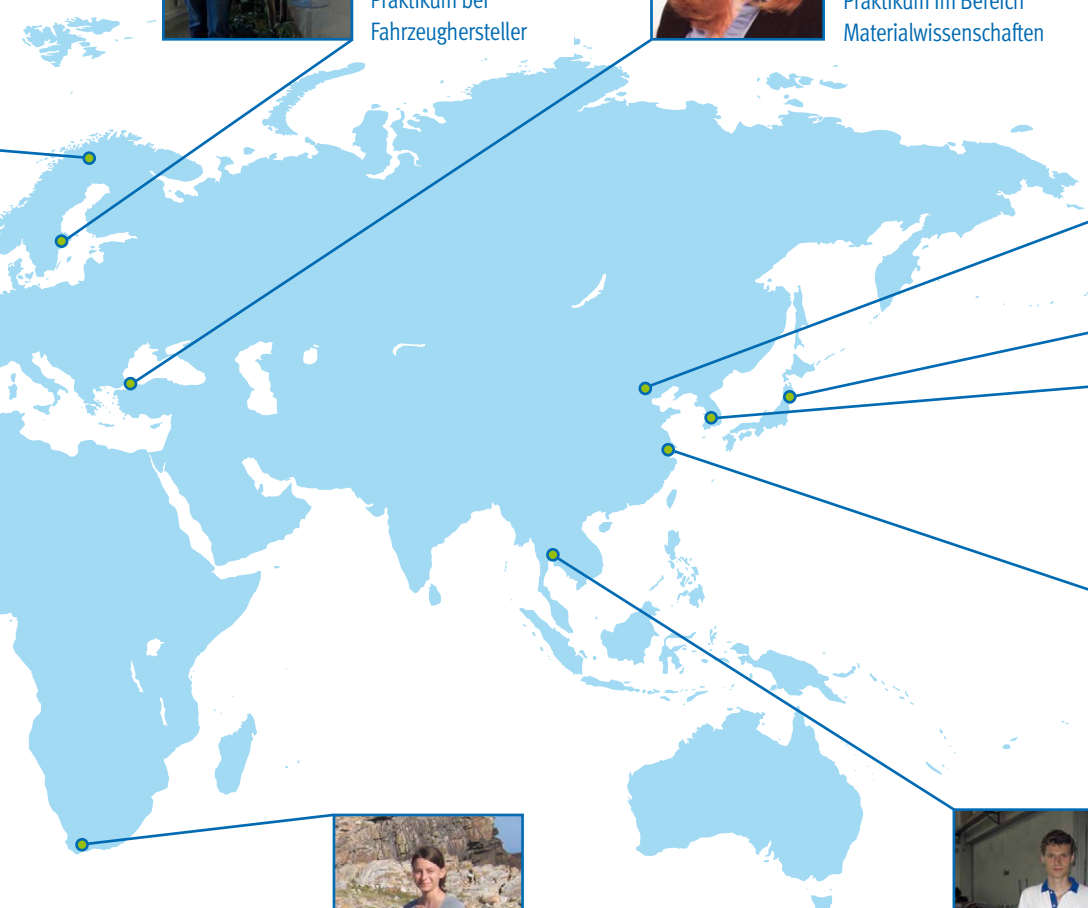 Praktikum bei
Fahrzeughersteller
Praktikum im Bereich
Materialwissenschaften